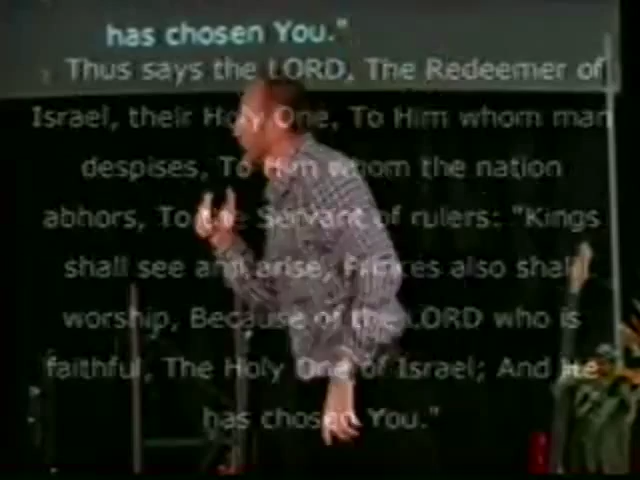 has chosen You."
Thus says the LORD, The Redeemer of
Israel, their Holy One, To Him whom man
despises, To Him whom the nation
abhors, To the Servant of rulers: "Kings
shall see and arise, Princes also shall
worship, Because of the LORD who is
faithful, The Holy One of Israel; And He
has chosen You."